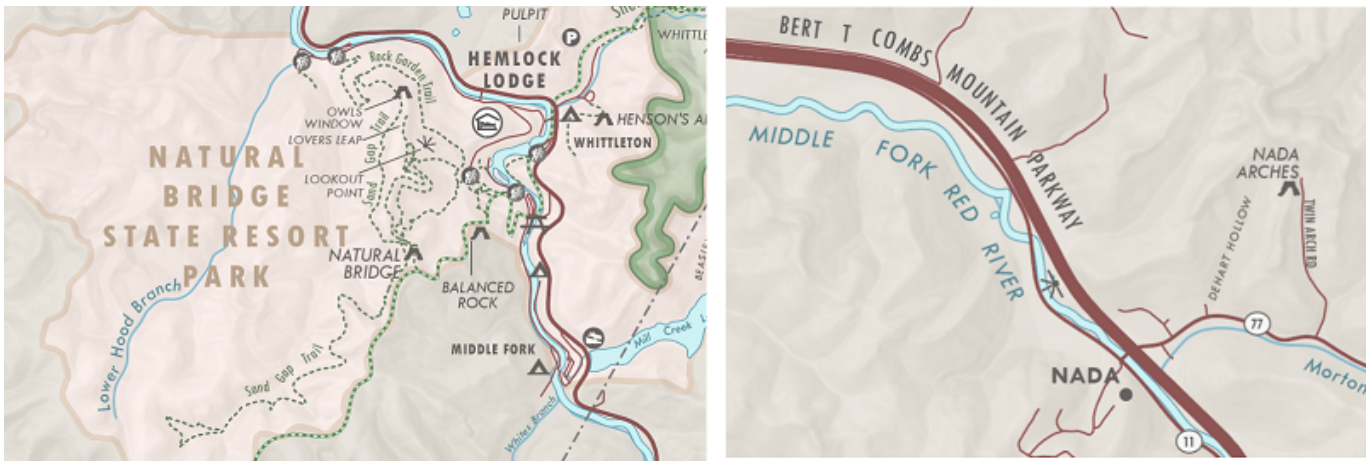 PULPIT
P
HEMLOCK
LODGE
Rock Garden Trail
OWLS
WINDOW
LOVERS LEAP
HENSON'S
WHITTLETON
LOOKOUT
POINT
Sand Gap Trail
NATURAL
BRIDGE
STATE RESORT
PARK
NATURAL
BRIDGE
BALANCED
ROCK
Lower Hood Branch
Sand Gap Trail
MIDDLE FORK
Mill Creek
Whites Branch
BERT T COMBS MOUNTAIN PARKWAY
MIDDLE FORK RED RIVER
NADA
ARCHES
TWIN ARCH RD
DEHART HOLLOW
77
NADA
Morton
11